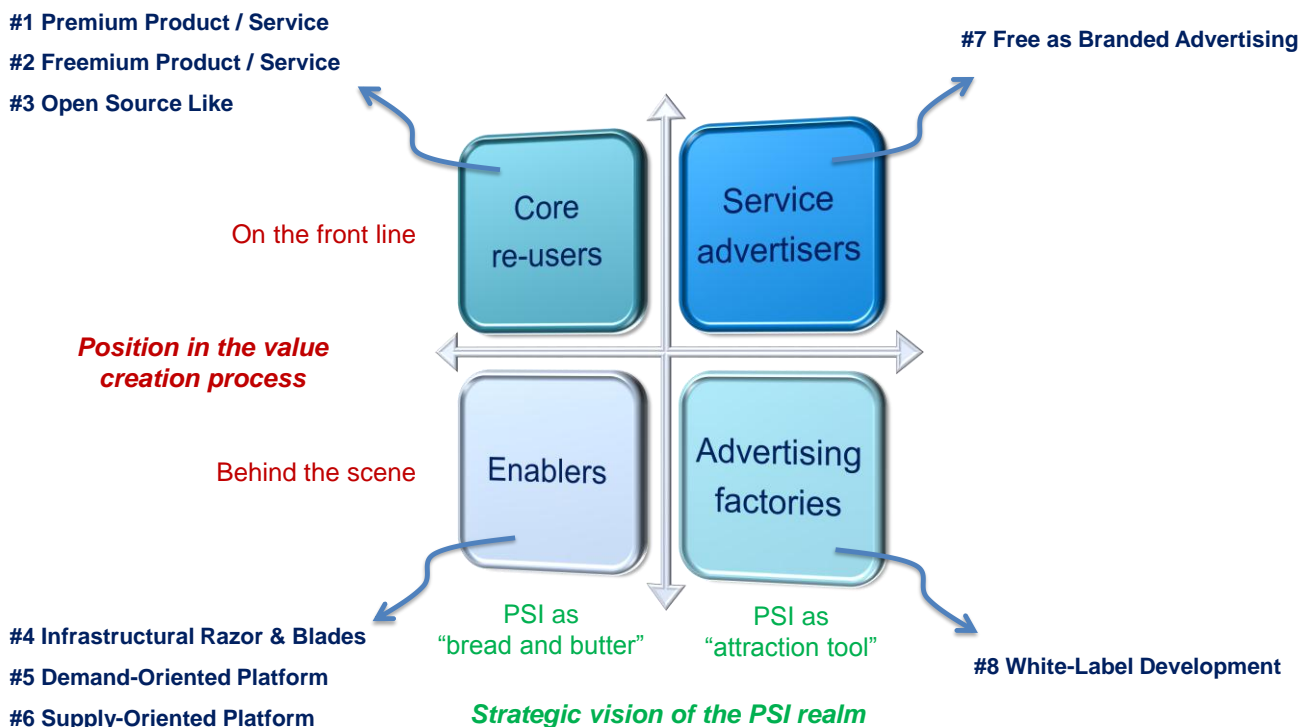 #1 Premium Product / Service
#2 Freemium Product / Service
#3 Open Source Like
#7 Free as Branded Advertising
Core
re-users
Service
advertisers
On the front line
Position in the value
creation process
Behind the scene
Enablers
Advertising
factories
#4 Infrastructural Razor & Blades
#5 Demand-Oriented Platform
#6 Supply-Oriented Platform
PSI as
“bread and butter”
PSI as
“attraction tool”
#8 White-Label Development
Strategic vision of the PSI realm